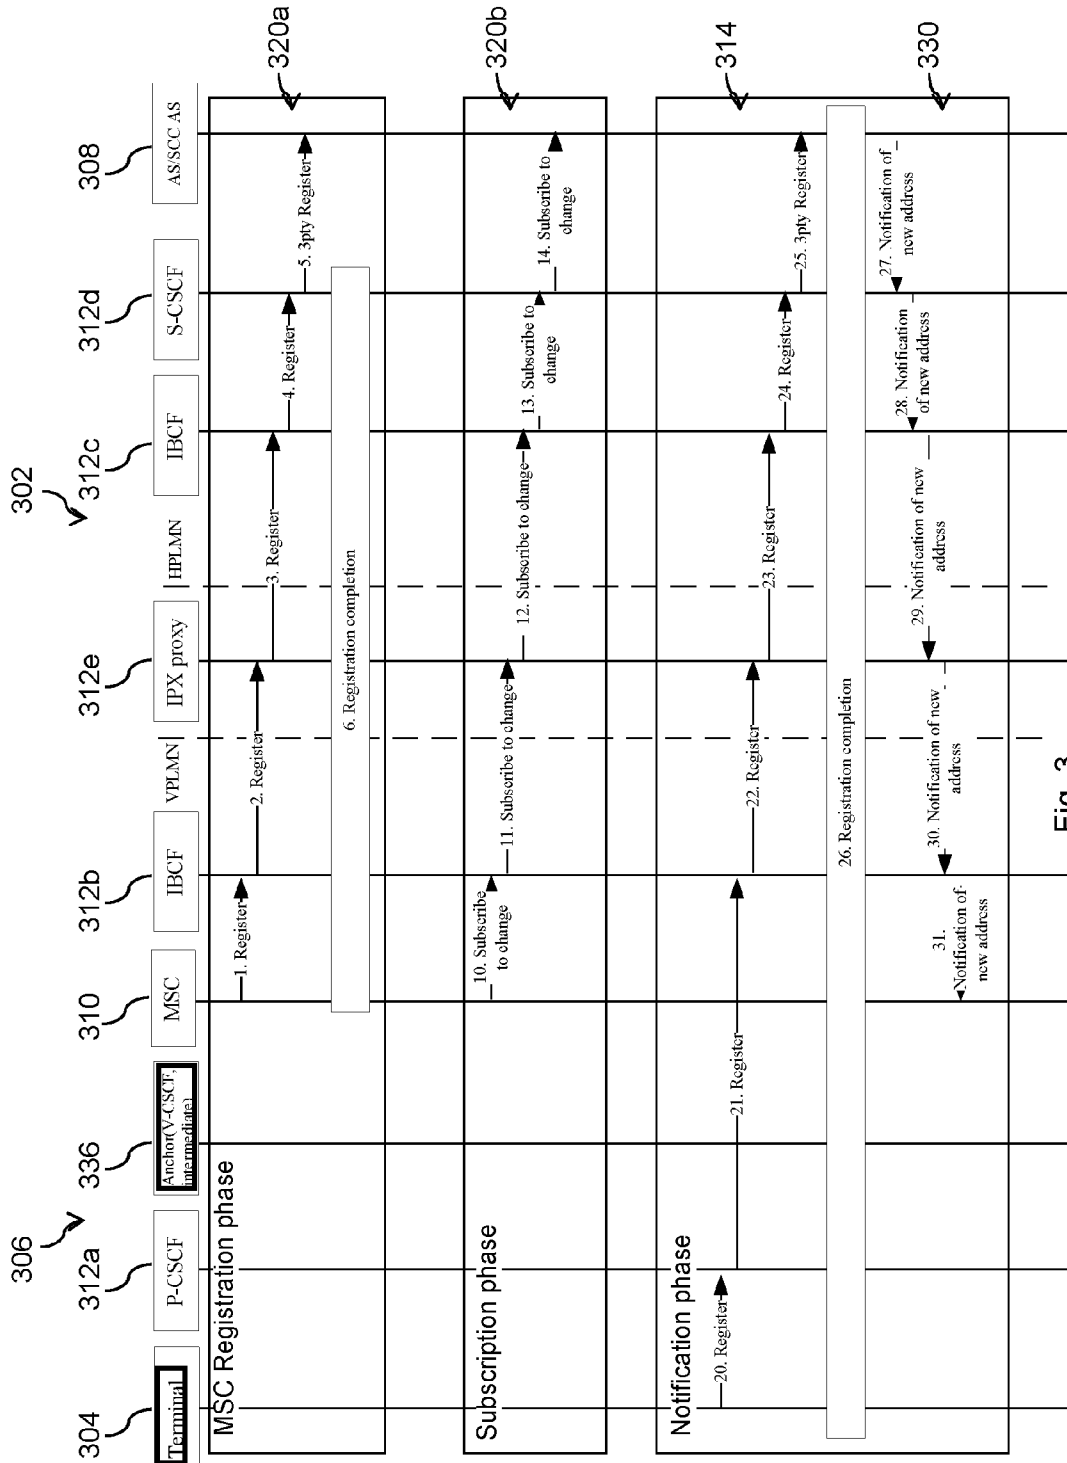 306
302
304
312a
336
310
312b
312e
312c
312d
308
Terminal
P-CSCF
Anchor(V-CSCF,
intermediate)
MSC
IBCF
VPLMN
IPX proxy
HPLMN
IBCF
S-CSCF
AS/SCC AS
MSC Registration phase
320a
1. Register
2. Register
3. Register
4. Register
5. 3pty Register
6. Registration completion
Subscription phase
320b
10. Subscribe
to change
11. Subscribe to change
12. Subscribe to change
13. Subscribe to
change
14. Subscribe to
change
Notification phase
314
20. Register
21. Register
22. Register
23. Register
24. Register
25. 3pty Register
26. Registration completion
330
27. Notification of
new address
28. Notification
of new address
29. Notification of new
address
30. Notification of new
address
31.
Notification of
new address
Fig. 3